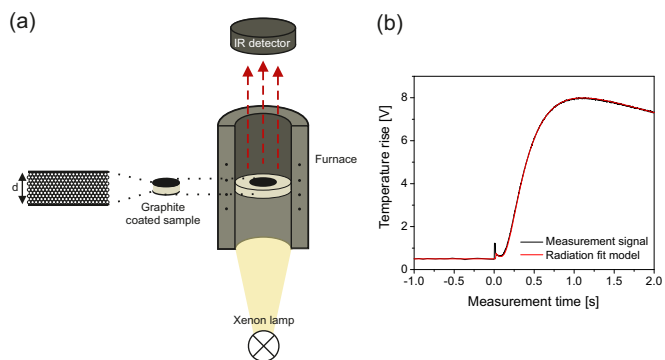 (a)
IR detector
Furnace
d
Graphite
coated sample
Xenon lamp
(b)
Temperature rise [V]
8
6
4
2
0
Measurement signal
Radiation fit model
-1.0 -0.5 0.0 0.5 1.0 1.5 2.0
Measurement time [s]